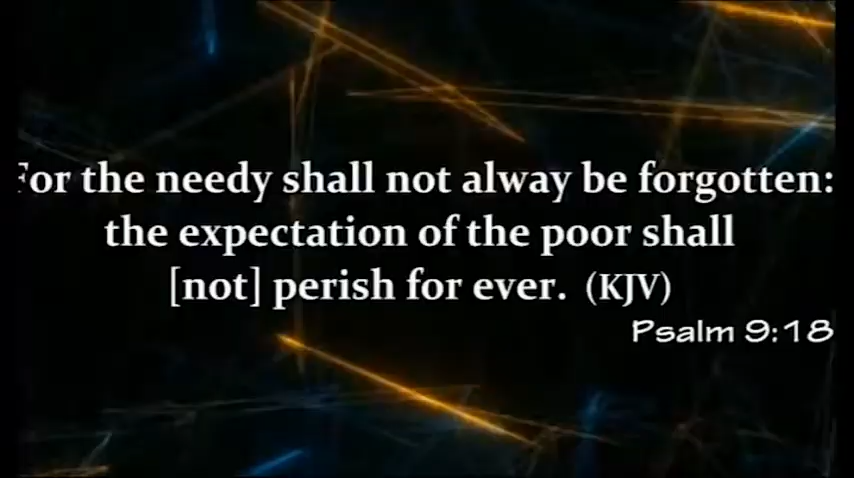 For the needy shall not alway be forgotten:
the expectation of the poor shall
[not] perish for ever. (KJV)
Psalm 9:18